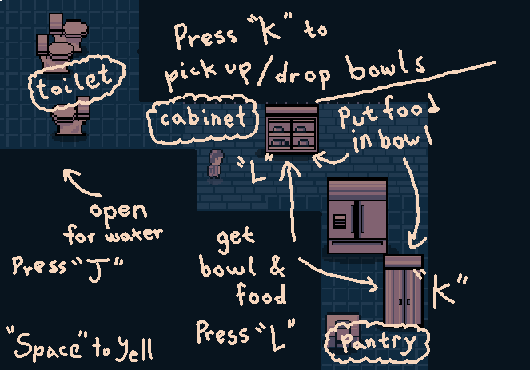 Press "K" to
pick up/drop bowls
toilet
cabinet
Put food
in bowl
"L"
open
for water
Press "J"
get
bowl &
food
Press "L"
"K"
"Space" to Yell
pantry